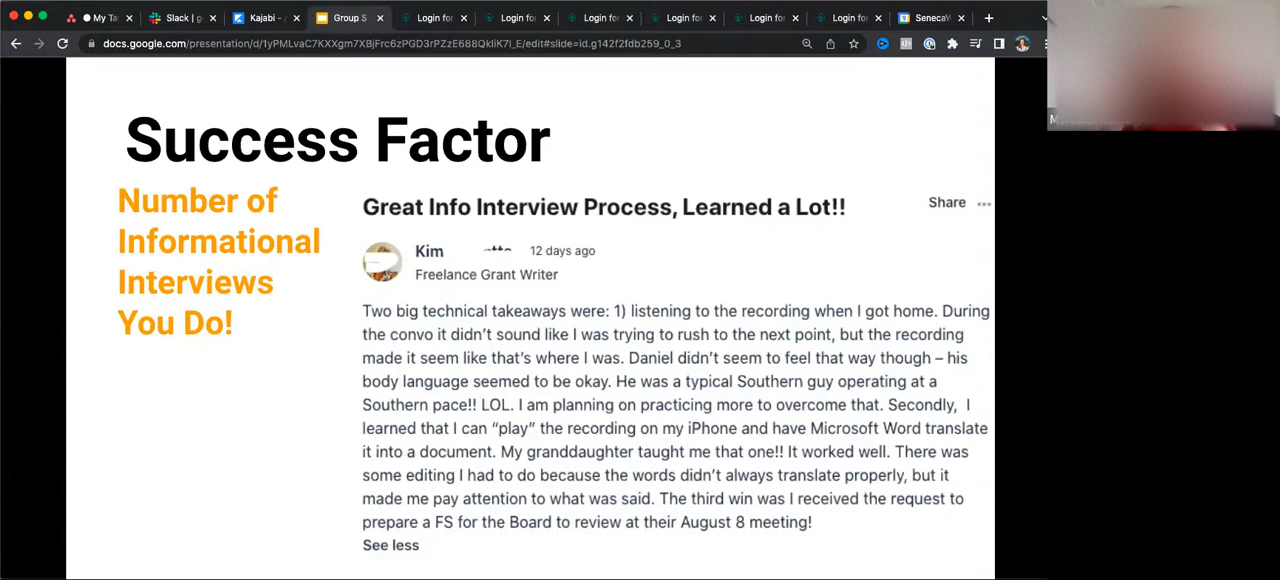 My Ta
Slack | g
Kajabi - /
Group S
Login for
Login for
Login for
Login for
Login for
Login for
SenecaW
docs.google.com/presentation/d/1yPMLvaC7KXXgm7XBjFrc6zPGD3rPZzE688QkliK7I_E/edit#slide=id.g142f2fdb259_0_3
Success Factor
Number of
Informational
Interviews
You Do!
Great Info Interview Process, Learned a Lot!!
Share
Kim
12 days ago
Freelance Grant Writer
Two big technical takeaways were: 1) listening to the recording when I got home. During
the convo it didn’t sound like I was trying to rush to the next point, but the recording
made it seem like that’s where I was. Daniel didn’t seem to feel that way though – his
body language seemed to be okay. He was a typical Southern guy operating at a
Southern pace!! LOL. I am planning on practicing more to overcome that. Secondly, I
learned that I can “play” the recording on my iPhone and have Microsoft Word translate
it into a document. My granddaughter taught me that one!! It worked well. There was
some editing I had to do because the words didn’t always translate properly, but it
made me pay attention to what was said. The third win was I received the request to
prepare a FS for the Board to review at their August 8 meeting!
See less